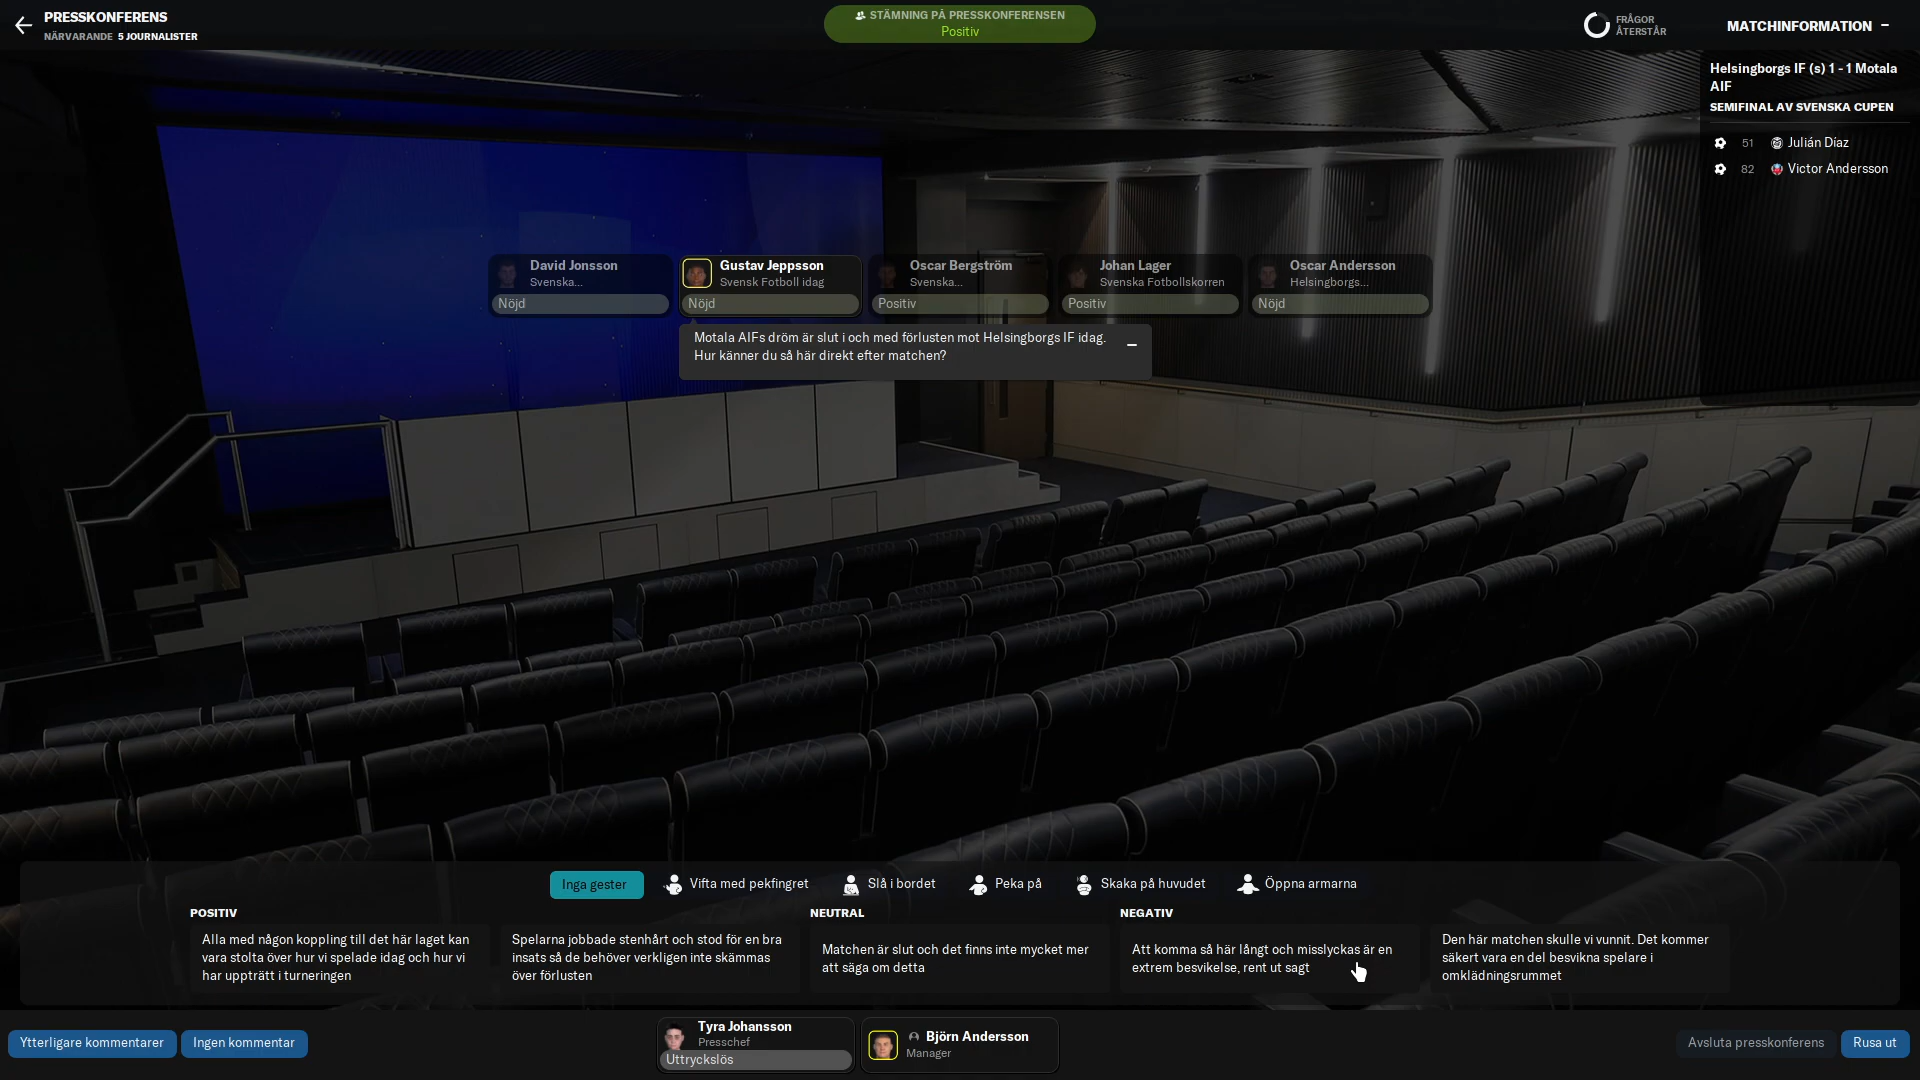 PRESSKONFERENS
NÄRVARANDE 5 JOURNALISTER
STÄMNING PÅ PRESSKONFERENSEN
Positiv
FRÅGOR
ÅTERSTÅR
MATCHINFORMATION
Helsingborgs IF (s) 1 - 1 Motala
AIF
SEMIFINAL AV SVENSKA CUPEN
51 Julián Díaz
82 Victor Andersson
David Jonsson
Svenska...
Nöjd
Gustav Jeppsson
Svensk Fotboll idag
Nöjd
Oscar Bergström
Svenska...
Positiv
Johan Lager
Svenska Fotbollskorren
Positiv
Oscar Andersson
Helsingborgs...
Nöjd
Motala AIFs dröm är slut i och med förlusten mot Helsingborgs IF idag.
Hur känner du så här direkt efter matchen?
Inga gester
Vifta med pekfingret
Slå i bordet
Peka på
Skaka på huvudet
Öppna armarna
POSITIV
Alla med någon koppling till det här laget kan
vara stolta över hur vi spelade idag och hur vi
har uppträtt i turneringen
Spelarna jobbade stenhårt och stod för en bra
insats så de behöver verkligen inte skämmas
över förlusten
NEUTRAL
Matchen är slut och det finns inte mycket mer
att säga om detta
NEGATIV
Att komma så här långt och misslyckas är en
extrem besvikelse, rent ut sagt
Den här matchen skulle vi vunnit. Det kommer
säkert vara en del besvikna spelare i
omklädningsrummet
Ytterligare kommentarer
Ingen kommentar
Tyra Johansson
Presschef
Uttryckslös
Björn Andersson
Manager
Avsluta presskonferens
Rusa ut